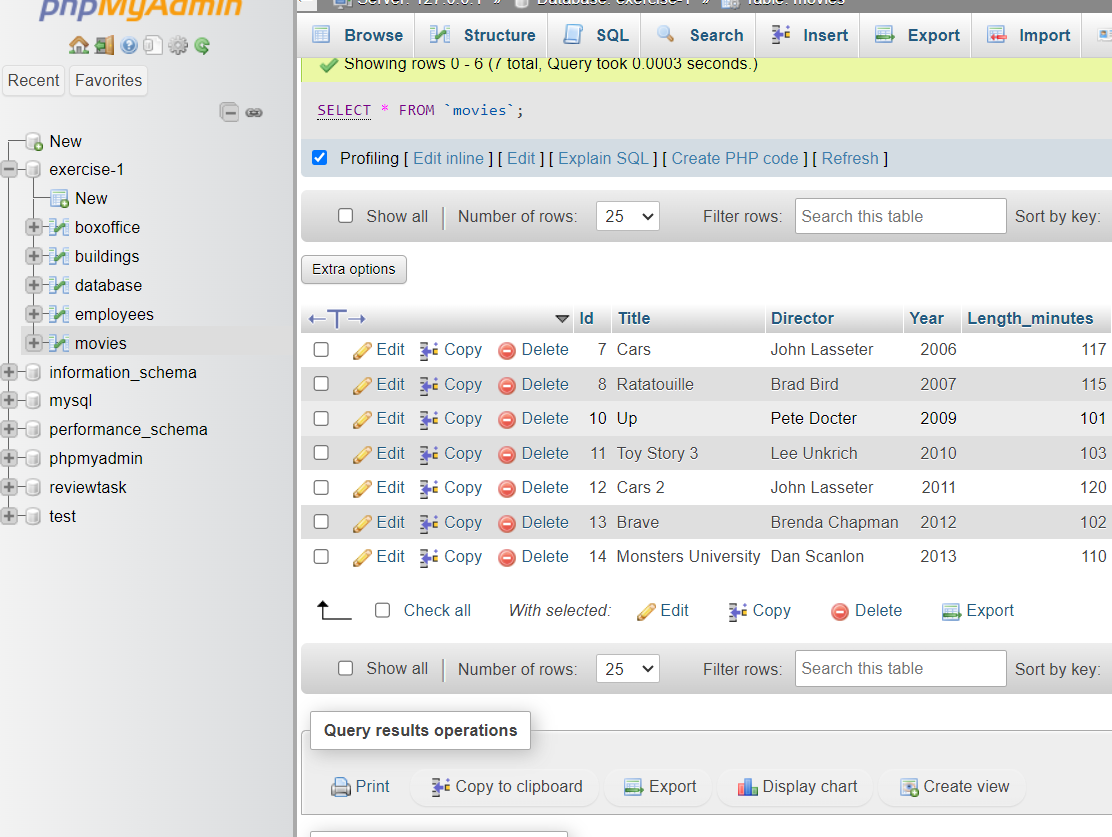 phpMyAdmin
Server: 127.0.0.1 » Database: exercise-1 » Table: movies
Browse Structure SQL Search Insert Export Import
Showing rows 0 - 6 (7 total, Query took 0.0003 seconds.)
Recent Favorites
SELECT * FROM `movies`;
Profiling [ Edit inline ] [ Edit ] [ Explain SQL ] [ Create PHP code ] [ Refresh ]
New
exercise-1
New
boxoffice
buildings
database
employees
movies
information_schema
mysql
performance_schema
phpmyadmin
reviewtask
test
Show all Number of rows: 25 Filter rows: Search this table Sort by key:
Extra options
Id Title Director Year Length_minutes
Edit Copy Delete 7 Cars John Lasseter 2006 117
Edit Copy Delete 8 Ratatouille Brad Bird 2007 115
Edit Copy Delete 10 Up Pete Docter 2009 101
Edit Copy Delete 11 Toy Story 3 Lee Unkrich 2010 103
Edit Copy Delete 12 Cars 2 John Lasseter 2011 120
Edit Copy Delete 13 Brave Brenda Chapman 2012 102
Edit Copy Delete 14 Monsters University Dan Scanlon 2013 110
Check all With selected: Edit Copy Delete Export
Show all Number of rows: 25 Filter rows: Search this table Sort by key:
Query results operations
Print Copy to clipboard Export Display chart Create view